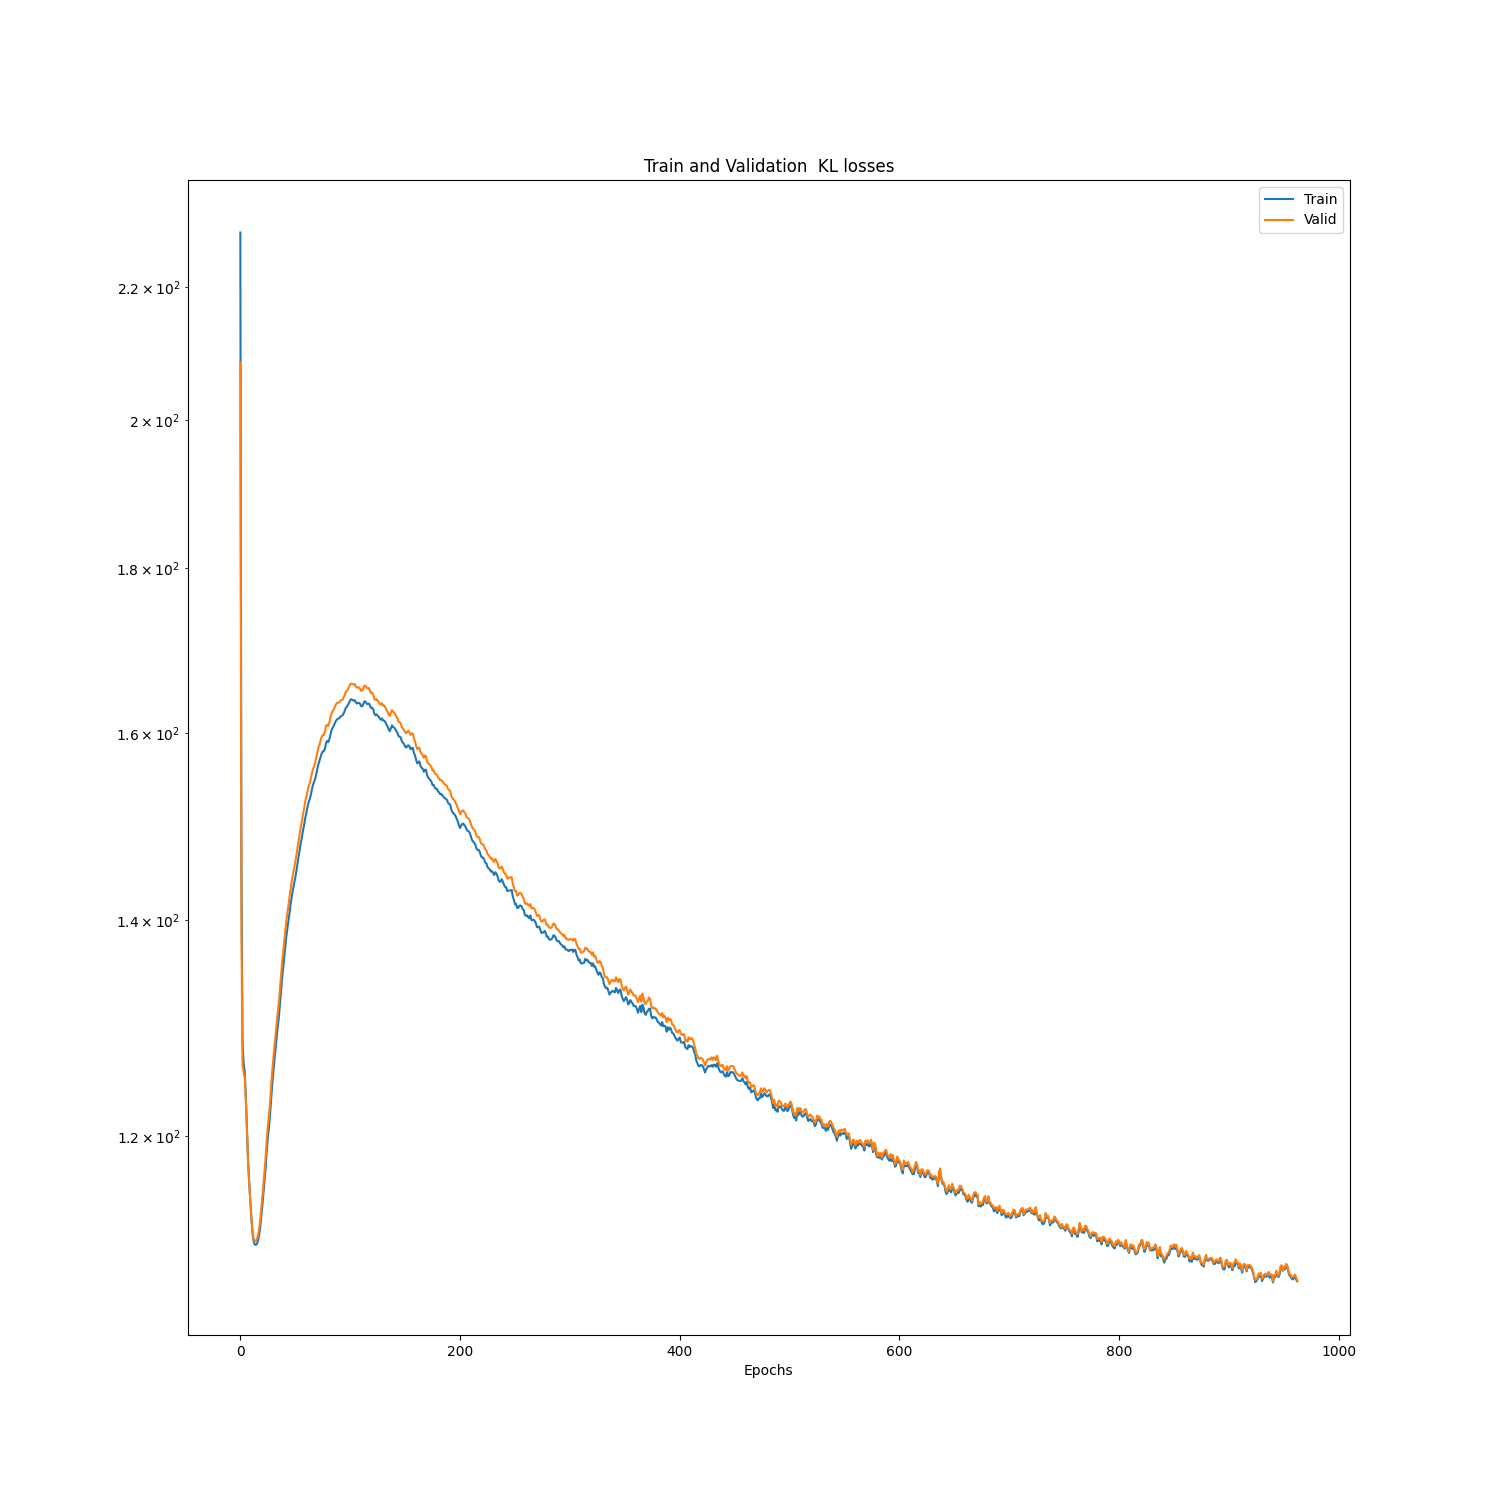 Train and Validation  KL losses
Train
Valid
2.2 × 10²
2 × 10²
1.8 × 10²
1.6 × 10²
1.4 × 10²
1.2 × 10²
0 200 400 600 800 1000
Epochs